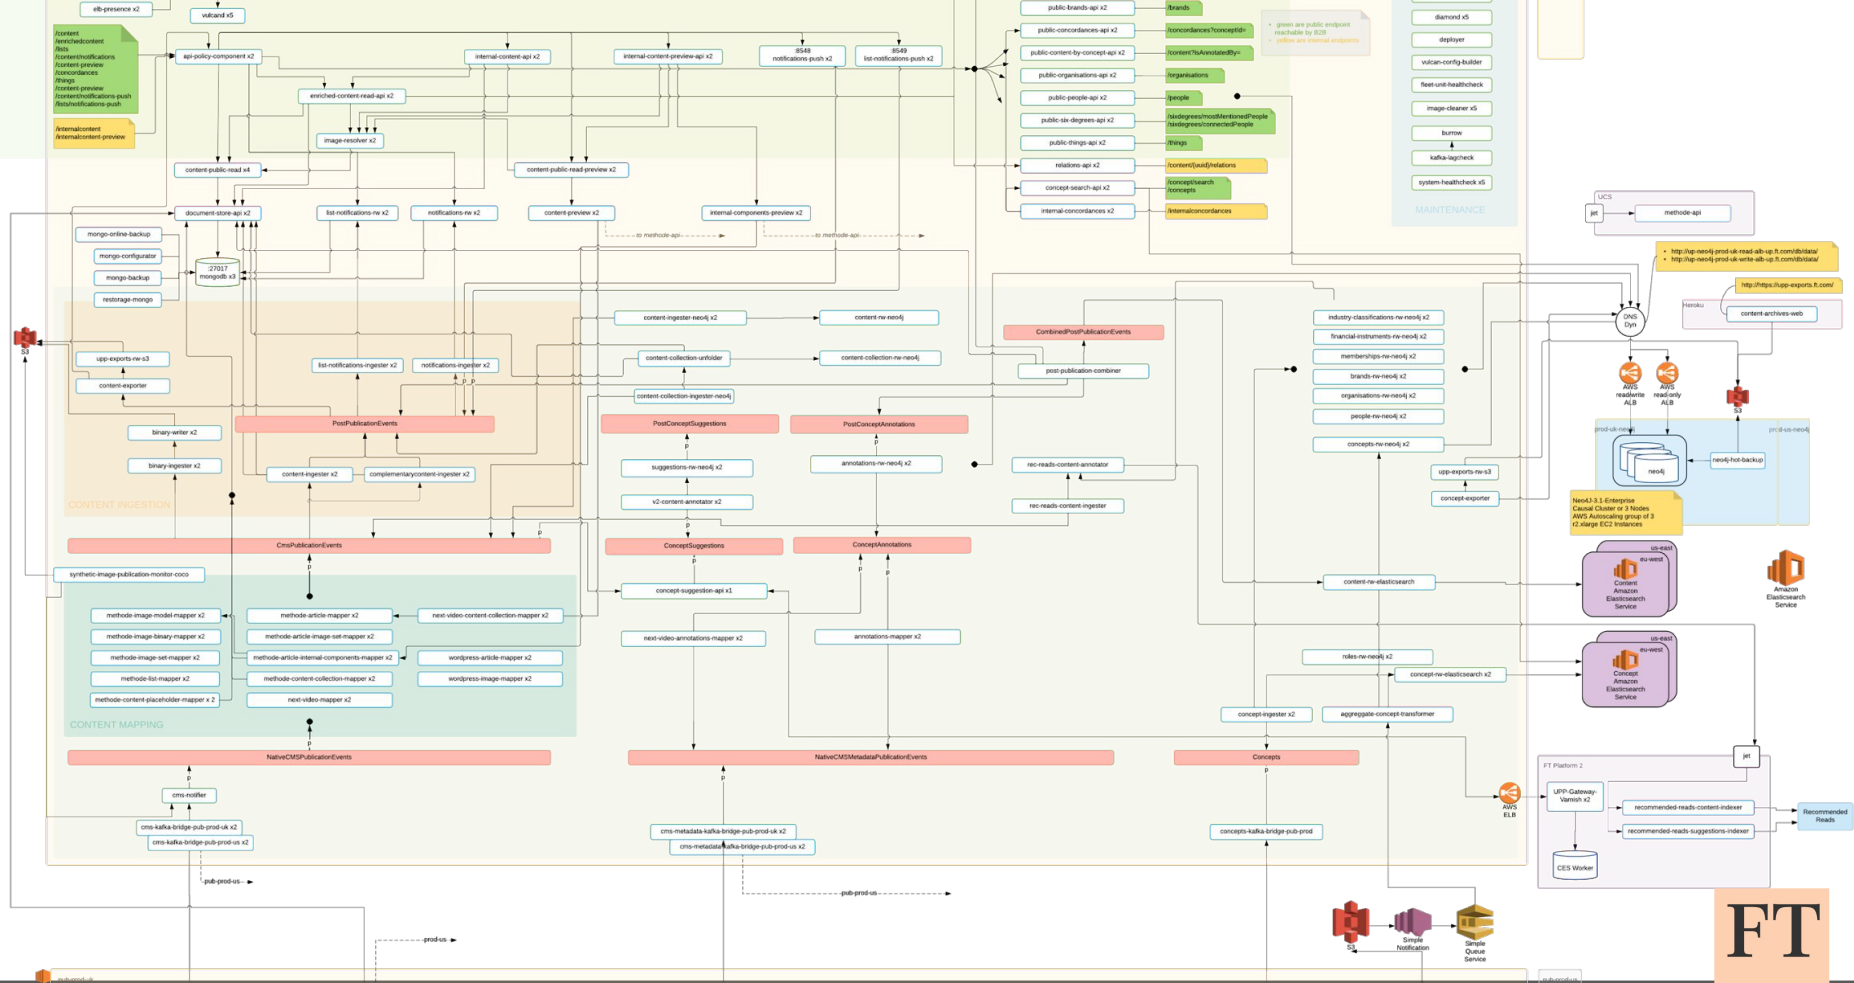 elb-presence x2
vulcand x5
/content
/enrichedcontent
/lists
/content/notifications
/content-preview
/concordances
/things
/content-preview
/content/notifications-push
/lists/notifications-push
/internalcontent
/internalcontent-preview
api-policy-component x2
internal-content-api x2
internal-content-preview-api x2
:8548
notifications-push x2
:8549
list-notifications-push x2
enriched-content-read-api x2
image-resolver x2
content-public-read x4
content-public-read-preview x2
document-store-api x2
list-notifications-rw x2
notifications-rw x2
content-preview x2
internal-components-preview x2
to methode-api
to methode-api
mongo-online-backup
mongo-configurator
mongo-backup
restorage-mongo
:27017
mongodb x3
public-brands-api x2
/brands
public-concordances-api x2
/concordances?conceptId=
public-content-by-concept-api x2
/content?isAnnotatedBy=
public-organisations-api x2
/organisations
public-people-api x2
/people
public-six-degrees-api x2
/sixdegrees/mostMentionedPeople
/sixdegrees/connectedPeople
public-things-api x2
/things
relations-api x2
/content/{uuid}/relations
concept-search-api x2
/concept/search
/concepts
internal-concordances x2
/internalconcordances
green are public endpoint
reachable by B2B
yellow are internal endpoints
diamond x5
deployer
vulcan-config-builder
fleet-unit-healthcheck
image-cleaner x5
burrow
kafka-lagcheck
system-healthcheck x5
MAINTENANCE
UCS
jet
methode-api
http://up-neo4j-prod-uk-read-alb-up.ft.com/db/data/
http://up-neo4j-prod-uk-write-alb-up.ft.com/db/data/
http://https://upp-exports.ft.com/
Heroku
content-archives-web
DNS
Dyn
AWS
read/write
ALB
AWS
read-only
ALB
S3
prod-uk-neo4j
prod-us-neo4j
neo4j
neo4j-hot-backup
Neo4J-3.1-Enterprise
Causal Cluster or 3 Nodes
AWS Autoscaling group of 3
r2.xlarge EC2 Instances
S3
upp-exports-rw-s3
content-exporter
list-notifications-ingester x2
notifications-ingester x2
p
p
PostPublicationEvents
binary-writer x2
binary-ingester x2
content-ingester x2
complementarycontent-ingester x2
CONTENT INGESTION
content-ingester-neo4j x2
content-rw-neo4j
content-collection-unfolder
content-collection-rw-neo4j
content-collection-ingester-neo4j
CombinedPostPublicationEvents
post-publication-combiner
PostConceptSuggestions
p
suggestions-rw-neo4j x2
v2-content-annotator x2
p
ConceptSuggestions
p
concept-suggestion-api x1
PostConceptAnnotations
p
annotations-rw-neo4j x2
ConceptAnnotations
p
p
rec-reads-content-annotator
rec-reads-content-ingester
industry-classifications-rw-neo4j x2
financial-instruments-rw-neo4j x2
memberships-rw-neo4j x2
brands-rw-neo4j x2
organisations-rw-neo4j x2
people-rw-neo4j x2
concepts-rw-neo4j x2
upp-exports-rw-s3
concept-exporter
CmsPublicationEvents
p
p
synthetic-image-publication-monitor-coco
methode-image-model-mapper x2
methode-article-mapper x2
next-video-content-collection-mapper x2
methode-image-binary-mapper x2
methode-article-image-set-mapper x2
methode-image-set-mapper x2
methode-article-internal-components-mapper x2
wordpress-article-mapper x2
methode-list-mapper x2
methode-content-collection-mapper x2
wordpress-image-mapper x2
methode-content-placeholder-mapper x 2
next-video-mapper x2
CONTENT MAPPING
p
next-video-annotations-mapper x2
annotations-mapper x2
content-rw-elasticsearch
roles-rw-neo4j x2
concept-rw-elasticsearch x2
concept-ingester x2
aggreggate-concept-transformer
us-east
eu-west
Content
Amazon
Elasticsearch
Service
us-east
eu-west
Concept
Amazon
Elasticsearch
Service
Amazon
Elasticsearch
Service
NativeCMSPublicationEvents
p
cms-notifier
cms-kafka-bridge-pub-prod-uk x2
cms-kafka-bridge-pub-prod-us x2
pub-prod-us
NativeCMSMetadataPublicationEvents
p
cms-metadata-kafka-bridge-pub-prod-uk x2
cms-metadata-kafka-bridge-pub-prod-us x2
pub-prod-us
Concepts
p
concepts-kafka-bridge-pub-prod
AWS
ELB
FT Platform 2
jet
UPP-Gateway-
Varnish x2
recommended-reads-content-indexer
recommended-reads-suggestions-indexer
CES Worker
Recommended
Reads
prod-us
S3
Simple
Notification
Simple
Queue
Service
FT
pub-prod-uk
pub-prod-us